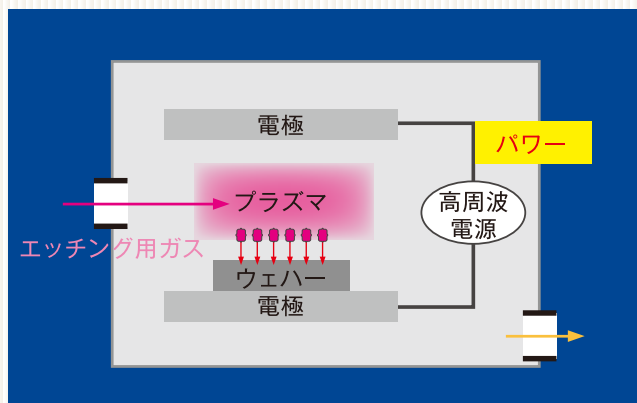 電極
パワー
プラズマ
高周波
電源
エッチング用ガス
ウェハー
電極